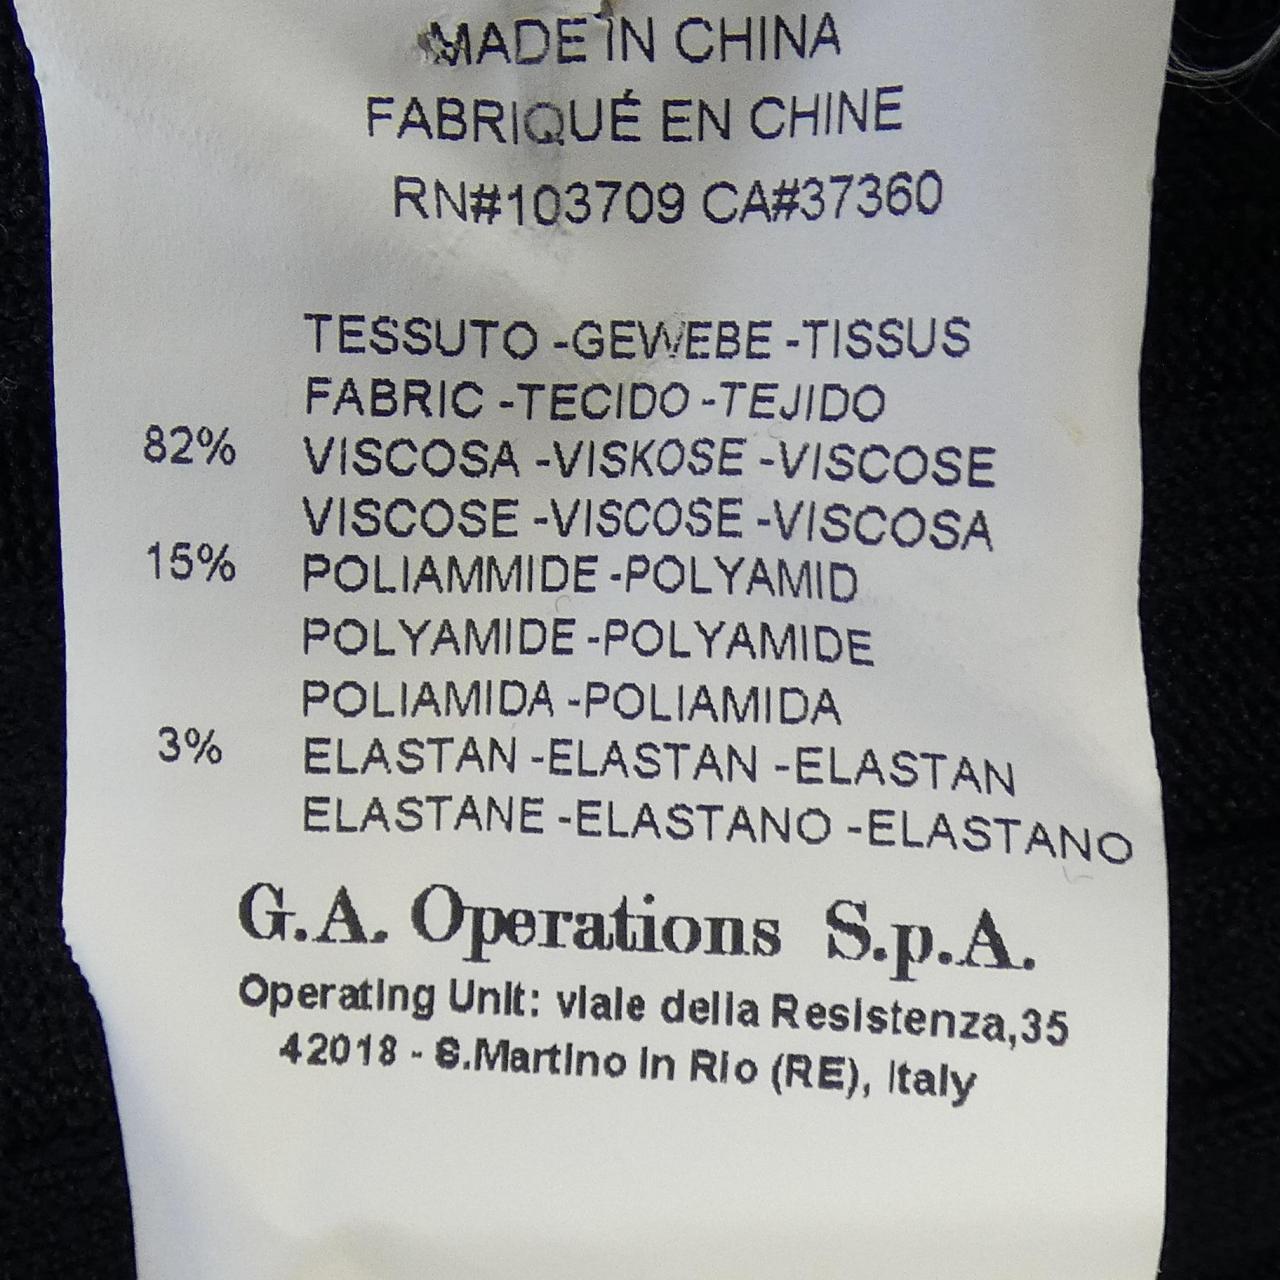 MADE IN CHINA
FABRIQUÉ EN CHINE
RN#103709 CA#37360
TESSUTO -GEWEBE -TISSUS
FABRIC -TECIDO -TEJIDO
82% VISCOSA -VISKOSE -VISCOSE
VISCOSE -VISCOSE -VISCOSA
15% POLIAMMIDE -POLYAMID
POLYAMIDE -POLYAMIDE
POLIAMIDA -POLIAMIDA
3% ELASTAN -ELASTAN -ELASTAN
ELASTANE -ELASTANO -ELASTANO
G.A. Operations S.p.A.
Operating Unit: viale della Resistenza,35
42018 - S.Martino in Rio (RE), Italy